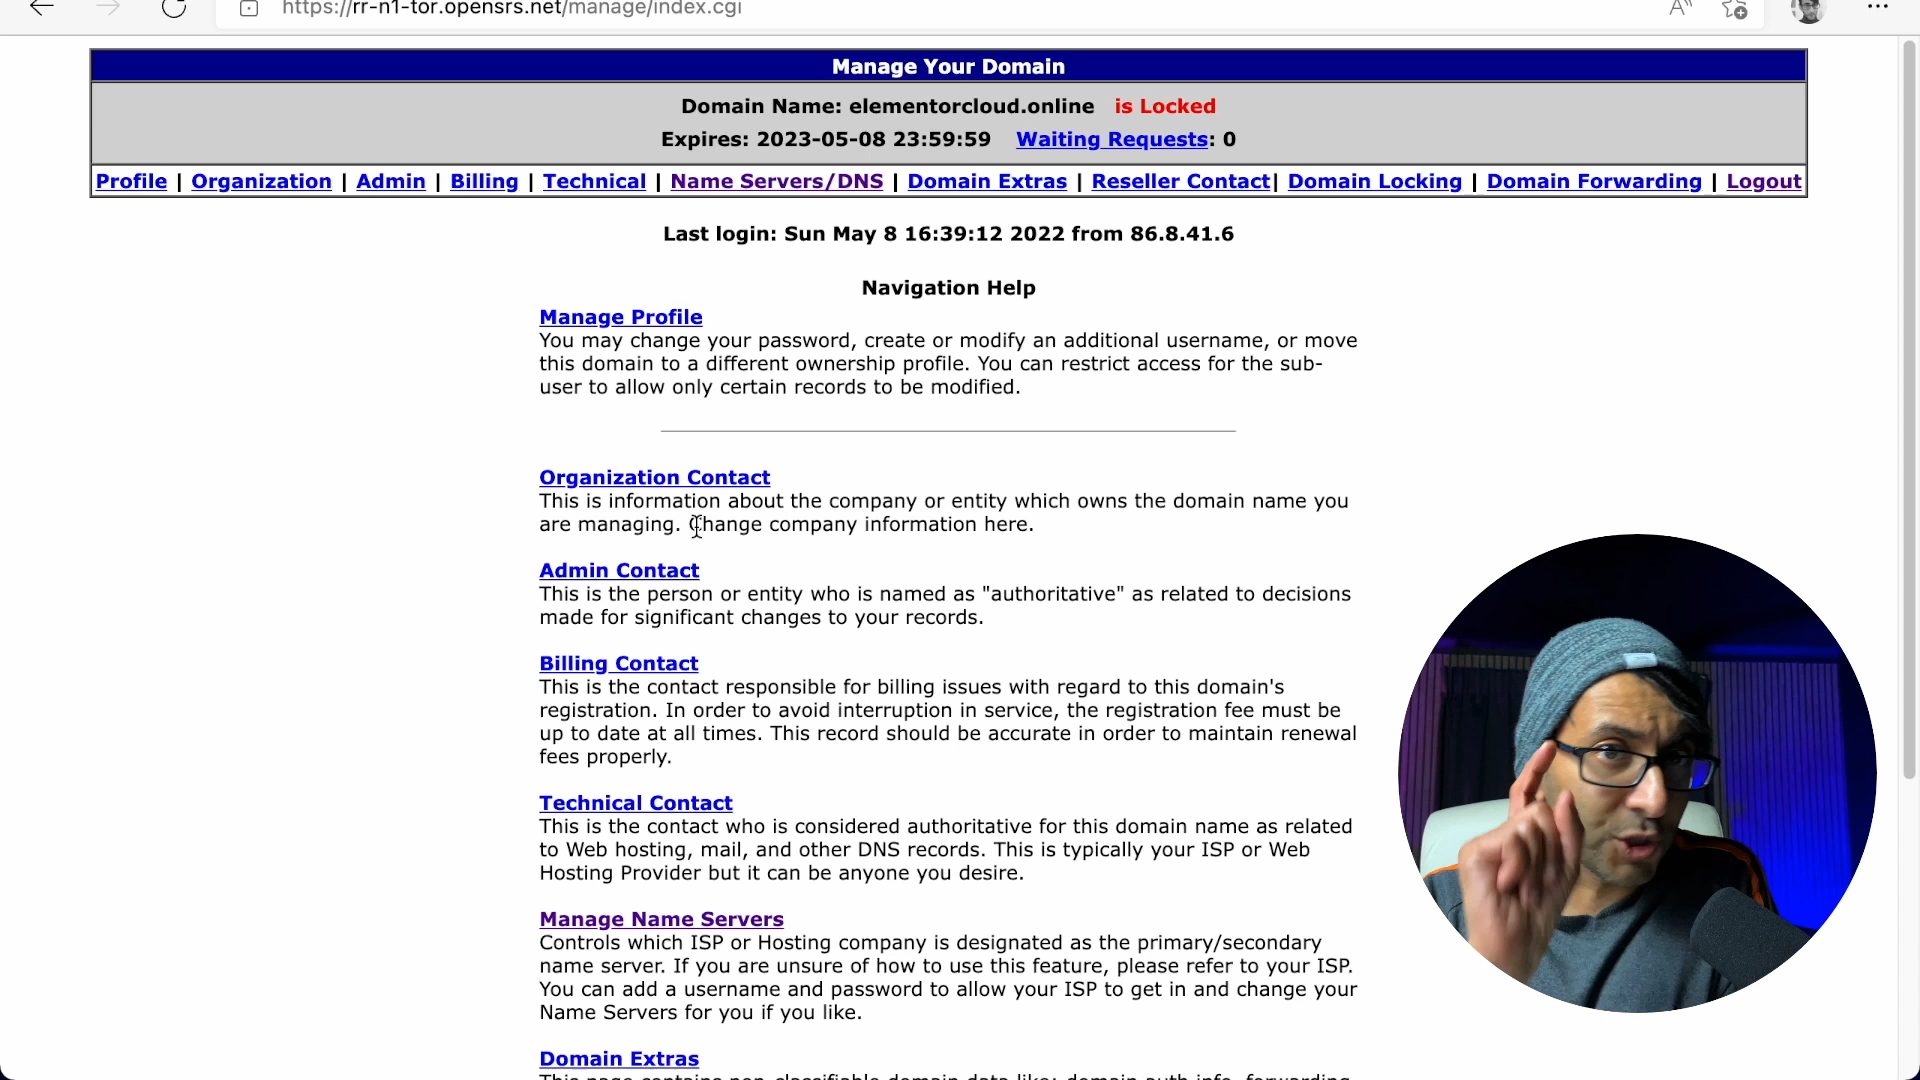 https://rr-n1-tor.opensrs.net/manage/index.cgi
Manage Your Domain
Domain Name: elementorcloud.online is Locked
Expires: 2023-05-08 23:59:59 Waiting Requests: 0
Profile | Organization | Admin | Billing | Technical | Name Servers/DNS | Domain Extras | Reseller Contact| Domain Locking | Domain Forwarding | Logout
Last login: Sun May 8 16:39:12 2022 from 86.8.41.6
Navigation Help
Manage Profile
You may change your password, create or modify an additional username, or move
this domain to a different ownership profile. You can restrict access for the sub-
user to allow only certain records to be modified.
Organization Contact
This is information about the company or entity which owns the domain name you
are managing. Change company information here.
Admin Contact
This is the person or entity who is named as "authoritative" as related to decisions
made for significant changes to your records.
Billing Contact
This is the contact responsible for billing issues with regard to this domain's
registration. In order to avoid interruption in service, the registration fee must be
up to date at all times. This record should be accurate in order to maintain renewal
fees properly.
Technical Contact
This is the contact who is considered authoritative for this domain name as related
to Web hosting, mail, and other DNS records. This is typically your ISP or Web
Hosting Provider but it can be anyone you desire.
Manage Name Servers
Controls which ISP or Hosting company is designated as the primary/secondary
name server. If you are unsure of how to use this feature, please refer to your ISP.
You can add a username and password to allow your ISP to get in and change your
Name Servers for you if you like.
Domain Extras
This page contains non-classifiable domain data like: domain auth info, forwarding